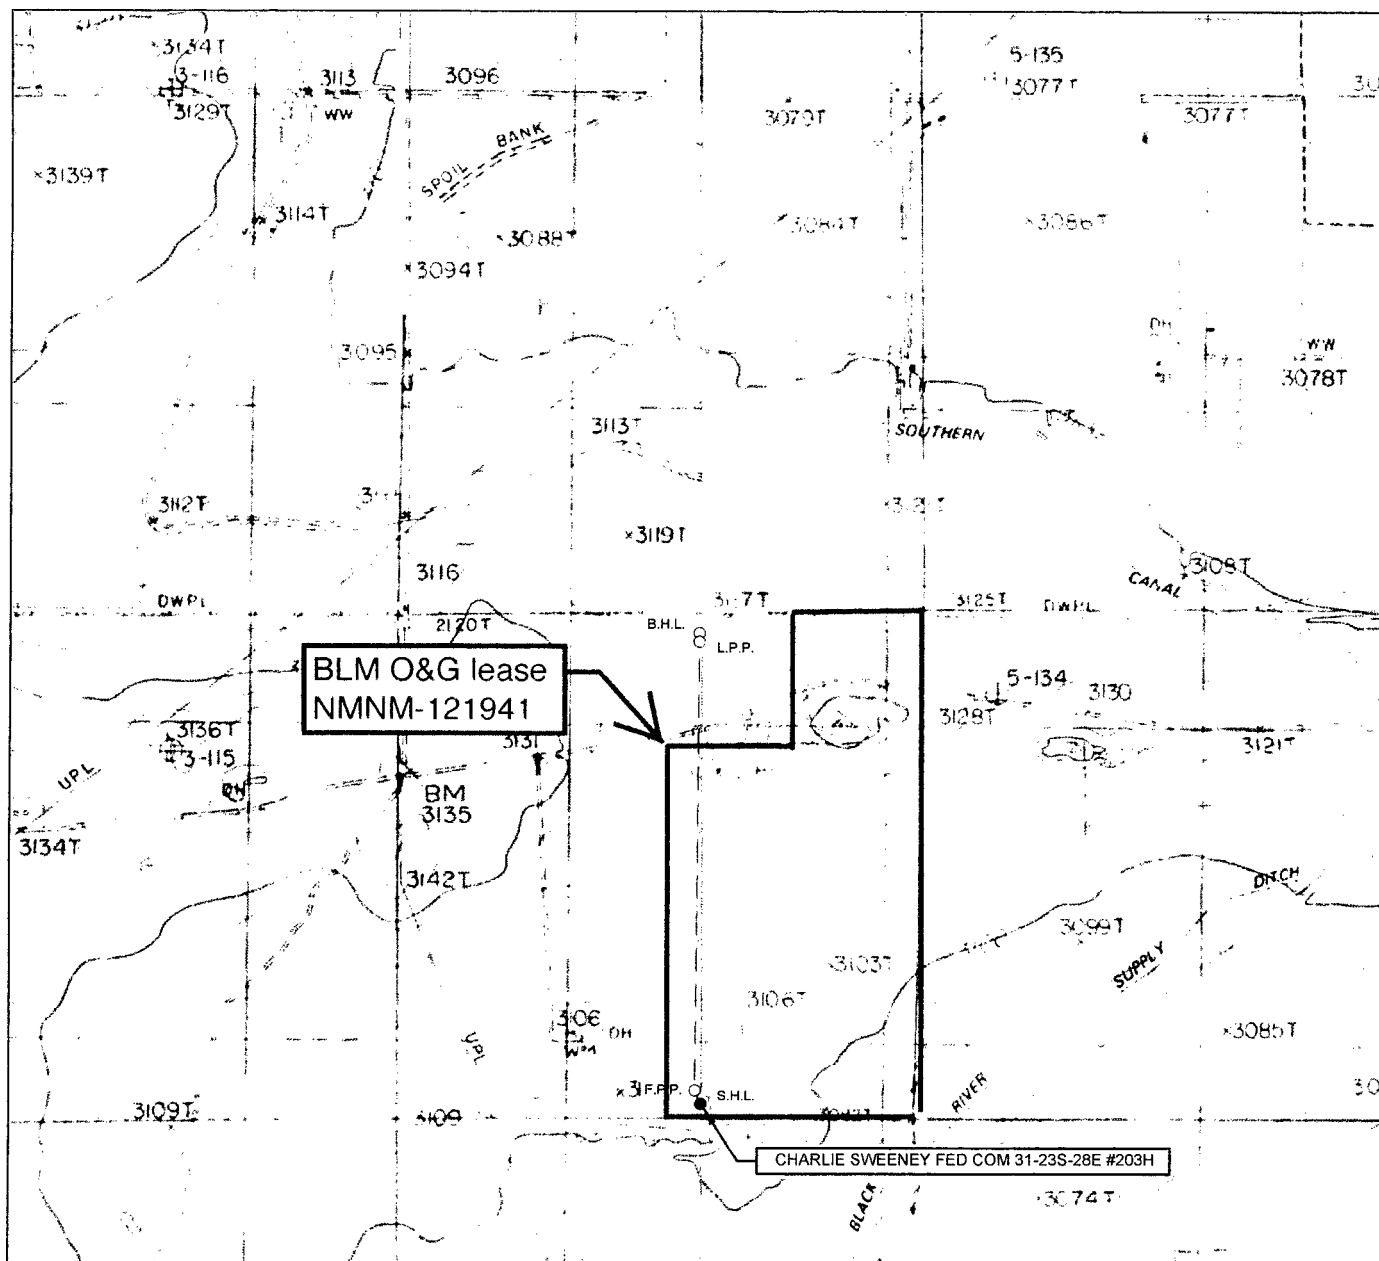 3134T
5-135
3-116
3113
3096
3077T
3129T
WW
3079T
3077T
SPOIL BANK
×3139T
3114T
3084T
×3086T
×3088T
×3094T
DH
3095
WW
3078T
3113T
SOUTHERN
3112T
×3119T
3108T
3116
CANAL
DWPL
3125T
DWPL
B.H.L.
2120T
L.P.P.
BLM O&G lease
NMNM-121941
5-134
3130
3128T
3136T
3131
3121T
3-115
UPL
BM
3135
3134T
3142T
DITCH
3099T
3103T
SUPPLY
3106T
3106
DH
×3085T
UPL
F.P.P.
S.H.L.
RIVER
3109T
3109
CHARLIE SWEENEY FED COM 31-23S-28E #203H
BLACK
×3074T